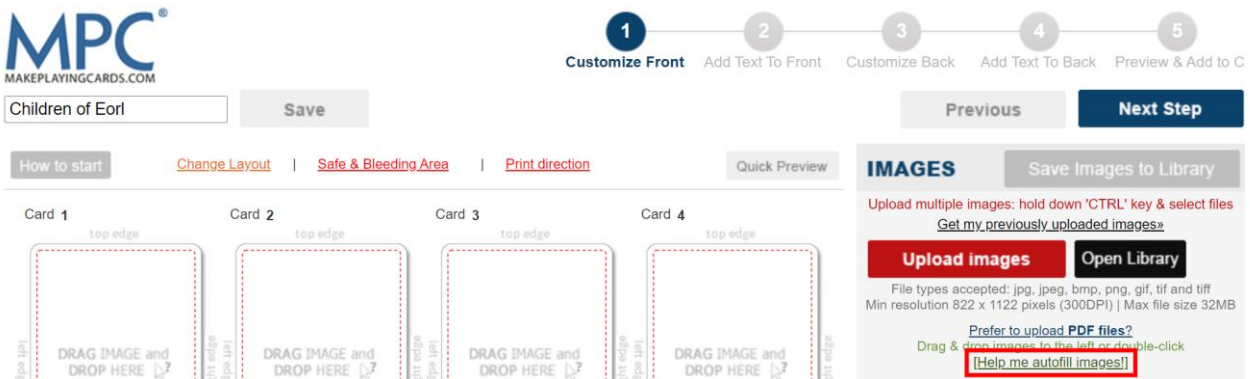 MPC®
MAKEPLAYINGCARDS.COM
1 2 3 4 5
Customize Front Add Text To Front Customize Back Add Text To Back Preview & Add to C
Children of Eorl Save Previous Next Step
How to start Change Layout | Safe & Bleeding Area | Print direction Quick Preview
IMAGES Save Images to Library
Upload multiple images: hold down 'CTRL' key & select files
Get my previously uploaded images»
Upload images Open Library
File types accepted: jpg, jpeg, bmp, png, gif, tif and tiff
Min resolution 822 x 1122 pixels (300DPI) | Max file size 32MB
Prefer to upload PDF files?
Drag & drop images to the left or double-click
[Help me autofill images!]
Card 1 Card 2 Card 3 Card 4
top edge top edge top edge top edge
DRAG IMAGE and DRAG IMAGE and DRAG IMAGE and DRAG IMAGE and
DROP HERE DROP HERE DROP HERE DROP HERE